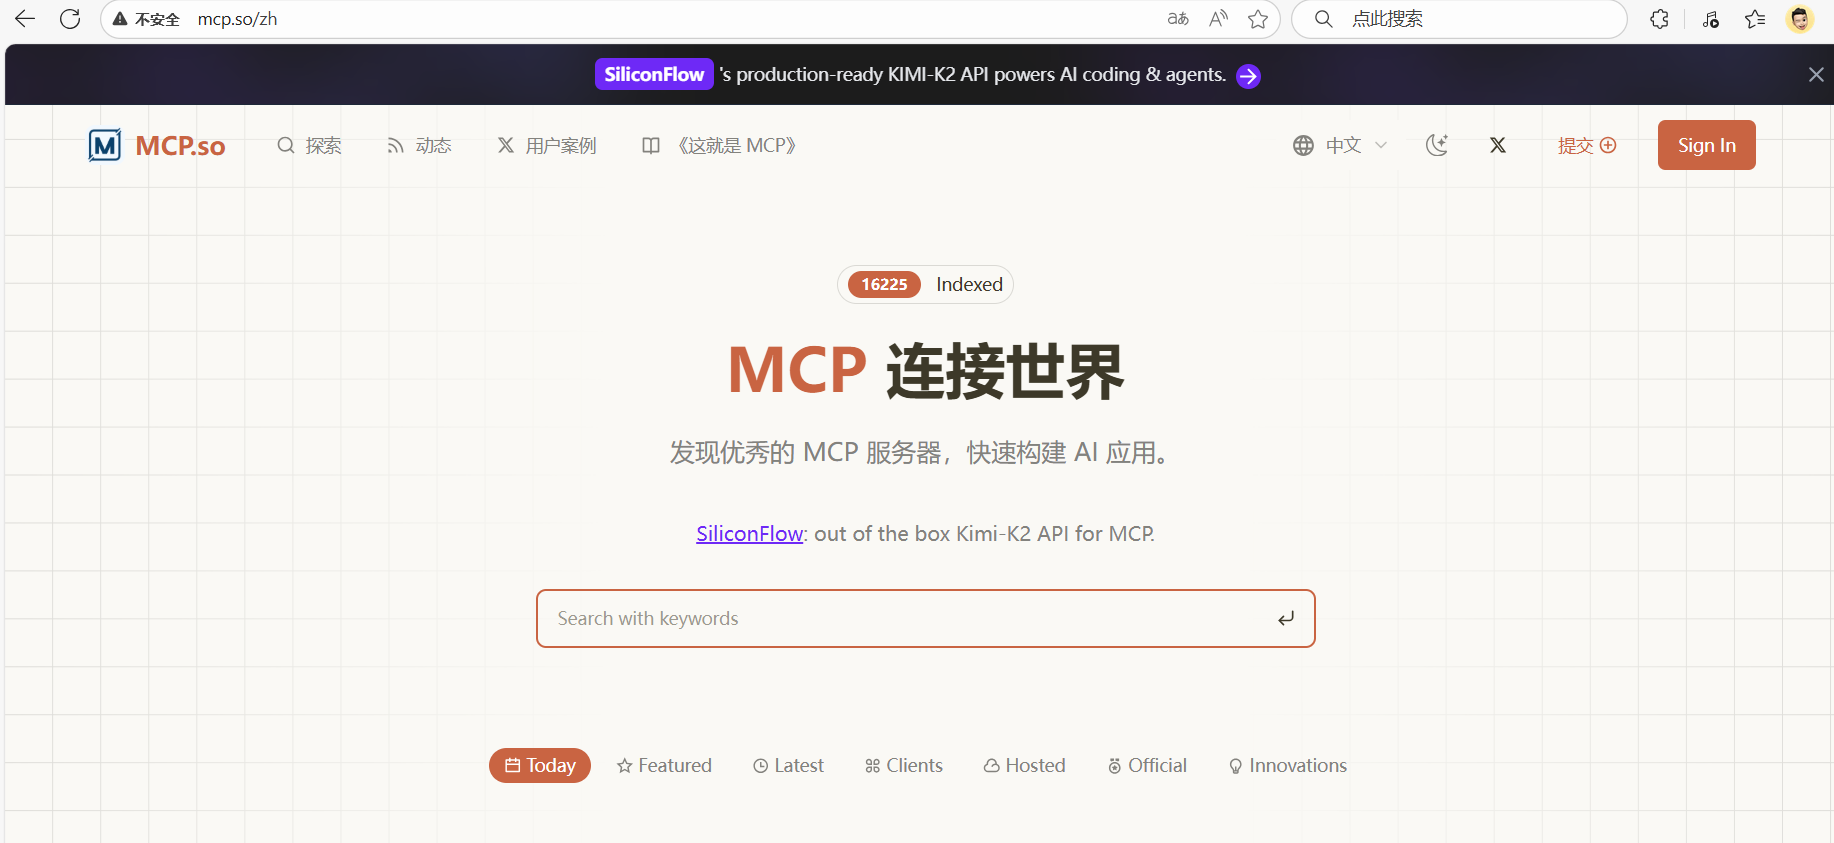 不安全 mcp.so/zh aあ 点此搜索
SiliconFlow 's production-ready KIMI-K2 API powers AI coding & agents.
M MCP.so 探索 动态 用户案例 《这就是 MCP》 中文 提交 Sign In
16225 Indexed
MCP 连接世界
发现优秀的 MCP 服务器，快速构建 AI 应用。
SiliconFlow: out of the box Kimi-K2 API for MCP.
Search with keywords
Today Featured Latest Clients Hosted Official Innovations